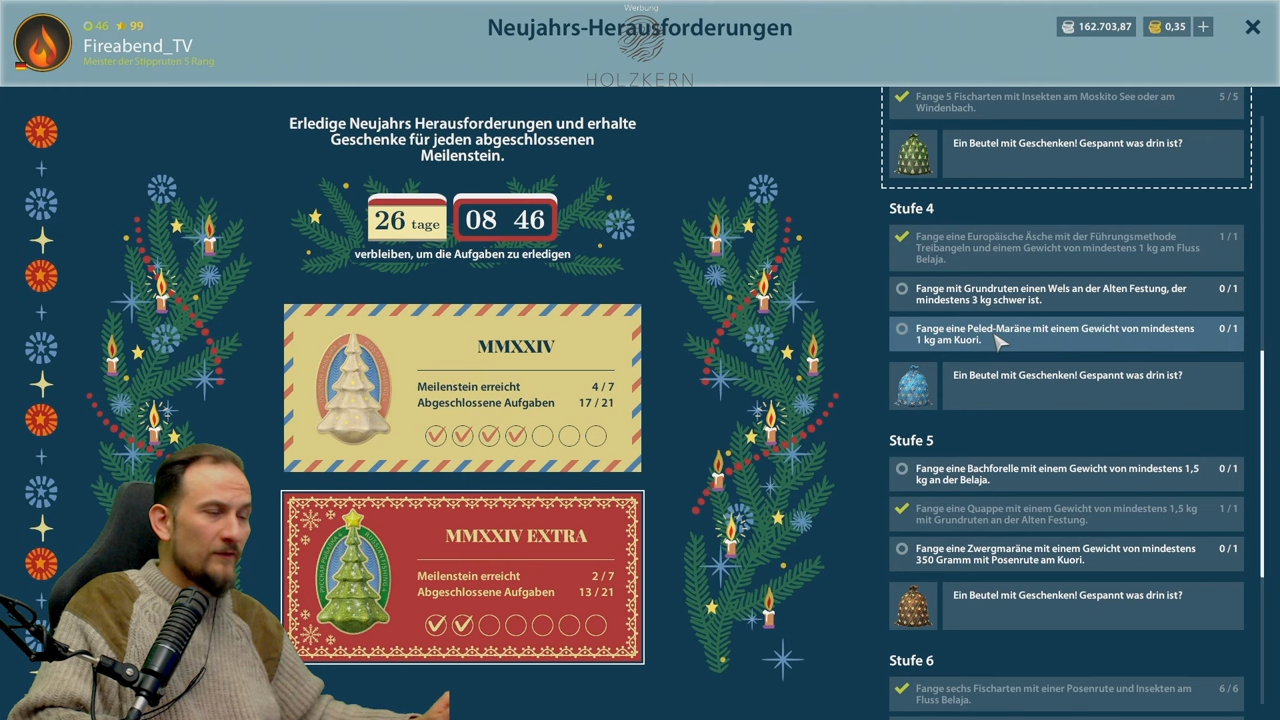 Werbung
46 99
Fireabend_TV
Meister der Stippruten 5 Rang
Neujahrs-Herausforderungen
HOLZKERN
162.703,87
0,35
Erledige Neujahrs Herausforderungen und erhalte
Geschenke für jeden abgeschlossenen
Meilenstein.
26 tage 08 46
verbleiben, um die Aufgaben zu erledigen
MMXXIV
Meilenstein erreicht 4 / 7
Abgeschlossene Aufgaben 17 / 21
MMXXIV EXTRA
Meilenstein erreicht 2 / 7
Abgeschlossene Aufgaben 13 / 21
Fange 5 Fischarten mit Insekten am Moskito See oder am 5 / 5
Windenbach.
Ein Beutel mit Geschenken! Gespannt was drin ist?
Stufe 4
Fange eine Europäische Äsche mit der Führungsmethode 1 / 1
Treibangeln und einem Gewicht von mindestens 1 kg am Fluss
Belaja.
Fange mit Grundruten einen Wels an der Alten Festung, der 0 / 1
mindestens 3 kg schwer ist.
Fange eine Peled-Maräne mit einem Gewicht von mindestens 0 / 1
1 kg am Kuori.
Ein Beutel mit Geschenken! Gespannt was drin ist?
Stufe 5
Fange eine Bachforelle mit einem Gewicht von mindestens 1,5 0 / 1
kg an der Belaja.
Fange eine Quappe mit einem Gewicht von mindestens 1,5 kg 1 / 1
mit Grundruten an der Alten Festung.
Fange eine Zwergmaräne mit einem Gewicht von mindestens 0 / 1
350 Gramm mit Posenrute am Kuori.
Ein Beutel mit Geschenken! Gespannt was drin ist?
Stufe 6
Fange sechs Fischarten mit einer Posenrute und Insekten am 6 / 6
Fluss Belaja.